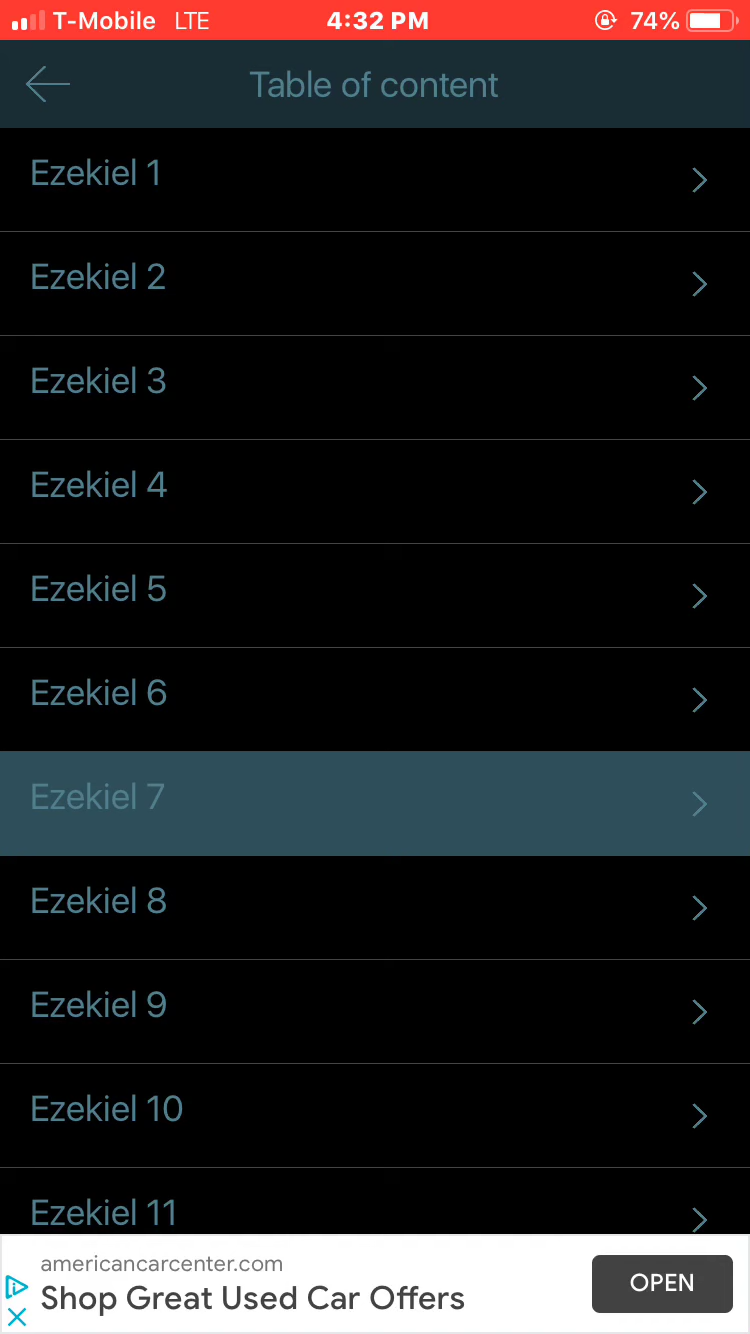 T-Mobile LTE 4:32 PM 74%
Table of content
Ezekiel 1
Ezekiel 2
Ezekiel 3
Ezekiel 4
Ezekiel 5
Ezekiel 6
Ezekiel 7
Ezekiel 8
Ezekiel 9
Ezekiel 10
Ezekiel 11
americancarcenter.com
Shop Great Used Car Offers
OPEN